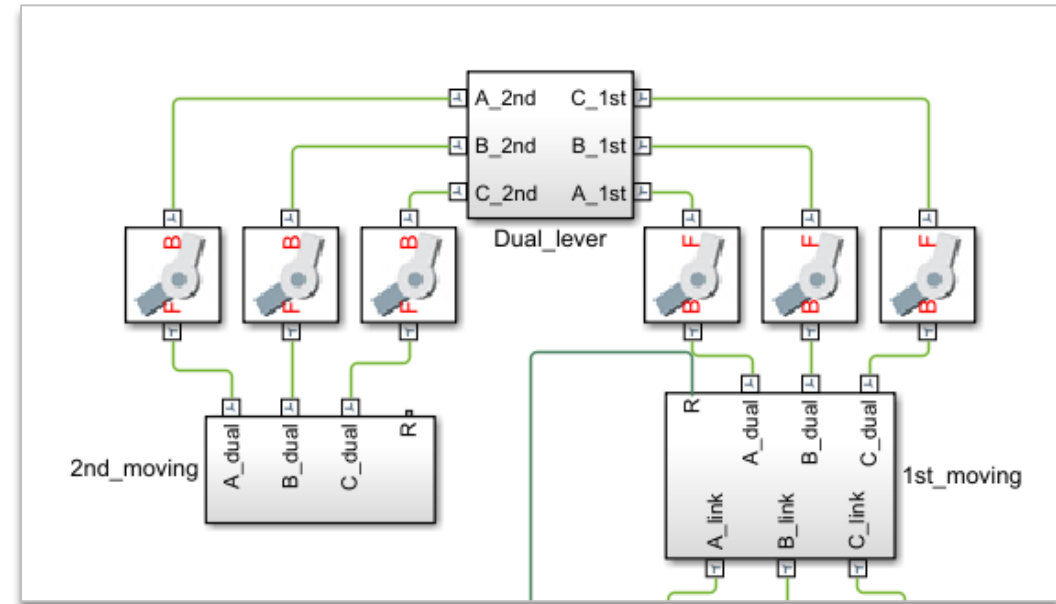 A_2nd C_1st
B_2nd B_1st
C_2nd A_1st
Dual_lever
B B B F F F
F F F B B B
2nd_moving
A_dual
B_dual
C_dual
R
R
A_dual
B_dual
C_dual
1st_moving
A_link
B_link
C_link